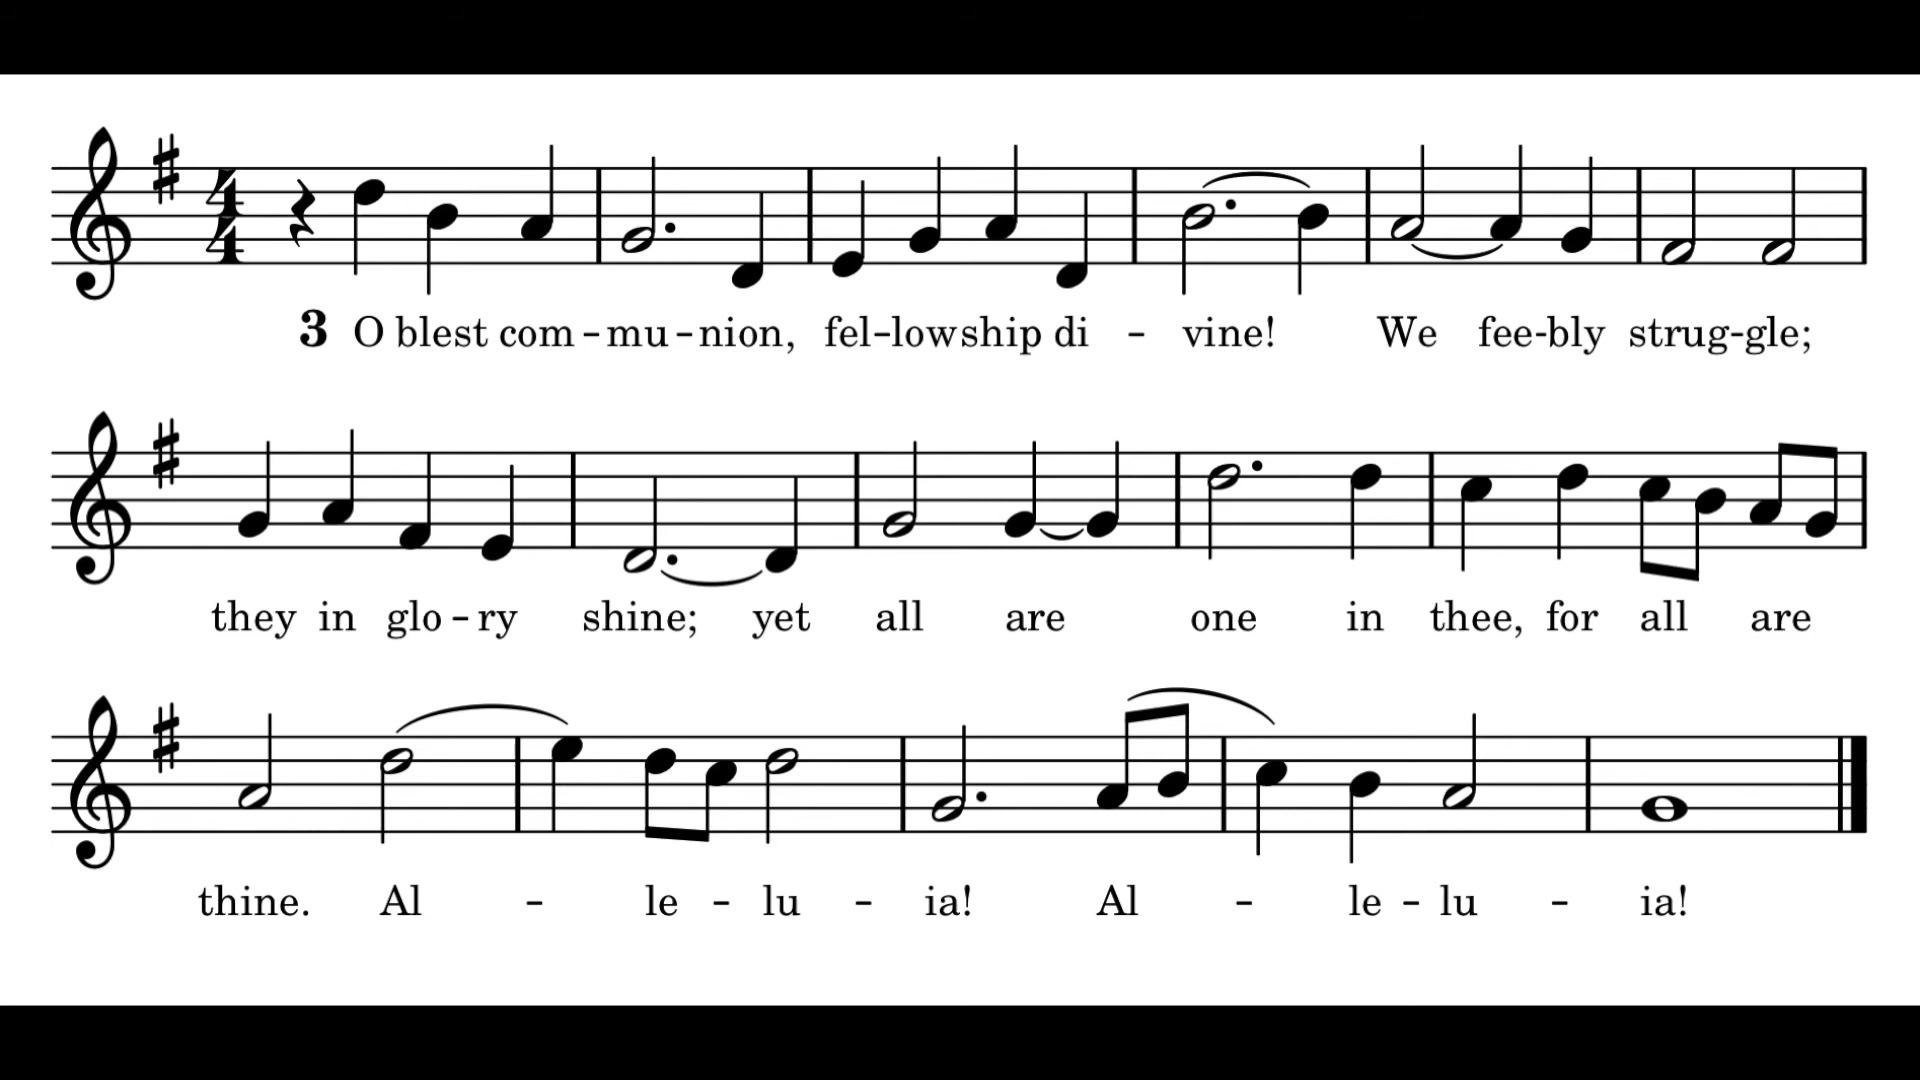 3 O blest com-mu-nion, fel-lowship di - vine! We fee-bly strug-gle;
they in glo-ry shine; yet all are one in thee, for all are
thine. Al - le - lu - ia! Al - le - lu - ia!